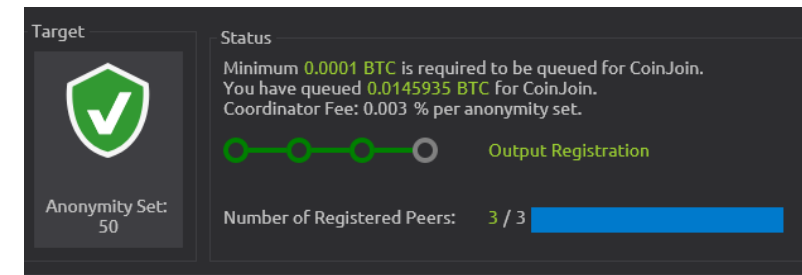 Target
Anonymity Set:
50
Status
Minimum 0.0001 BTC is required to be queued for CoinJoin.
You have queued 0.0145935 BTC for CoinJoin.
Coordinator Fee: 0.003 % per anonymity set.
Output Registration
Number of Registered Peers: 3 / 3